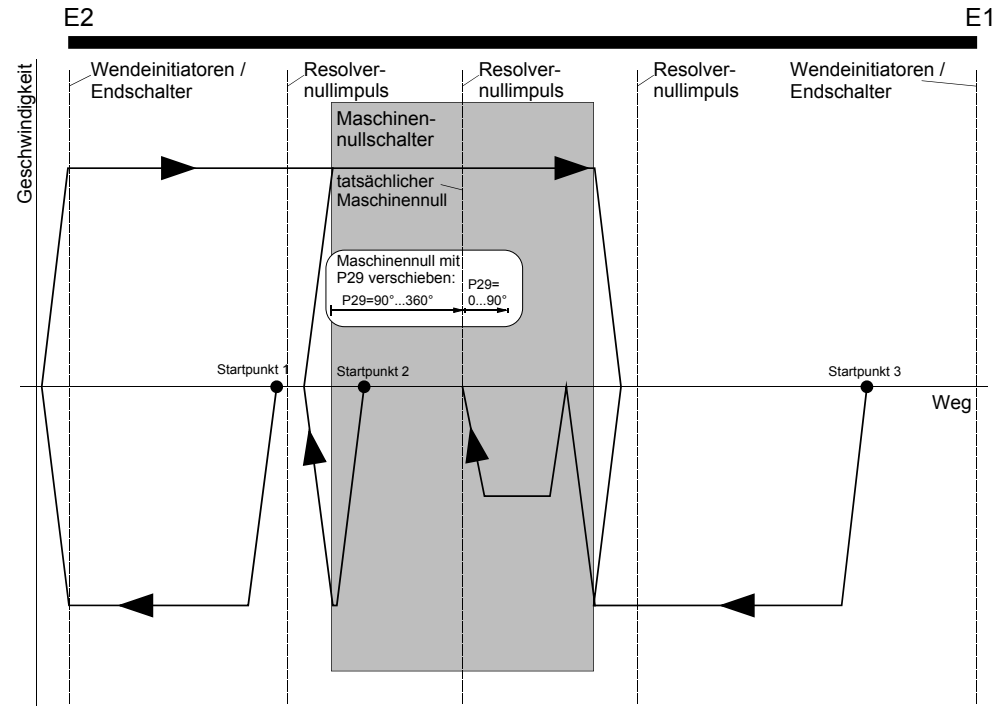 E2
E1
Geschwindigkeit
Wendeinitiatoren /
Endschalter
Resolver-
nullimpuls
Resolver-
nullimpuls
Resolver-
nullimpuls
Wendeinitiatoren /
Endschalter
Maschinen-
nullschalter
tatsächlicher
Maschinennull
Maschinennull mit
P29 verschieben:
P29=90°...360°
P29=
0...90°
Startpunkt 1
Startpunkt 2
Startpunkt 3
Weg